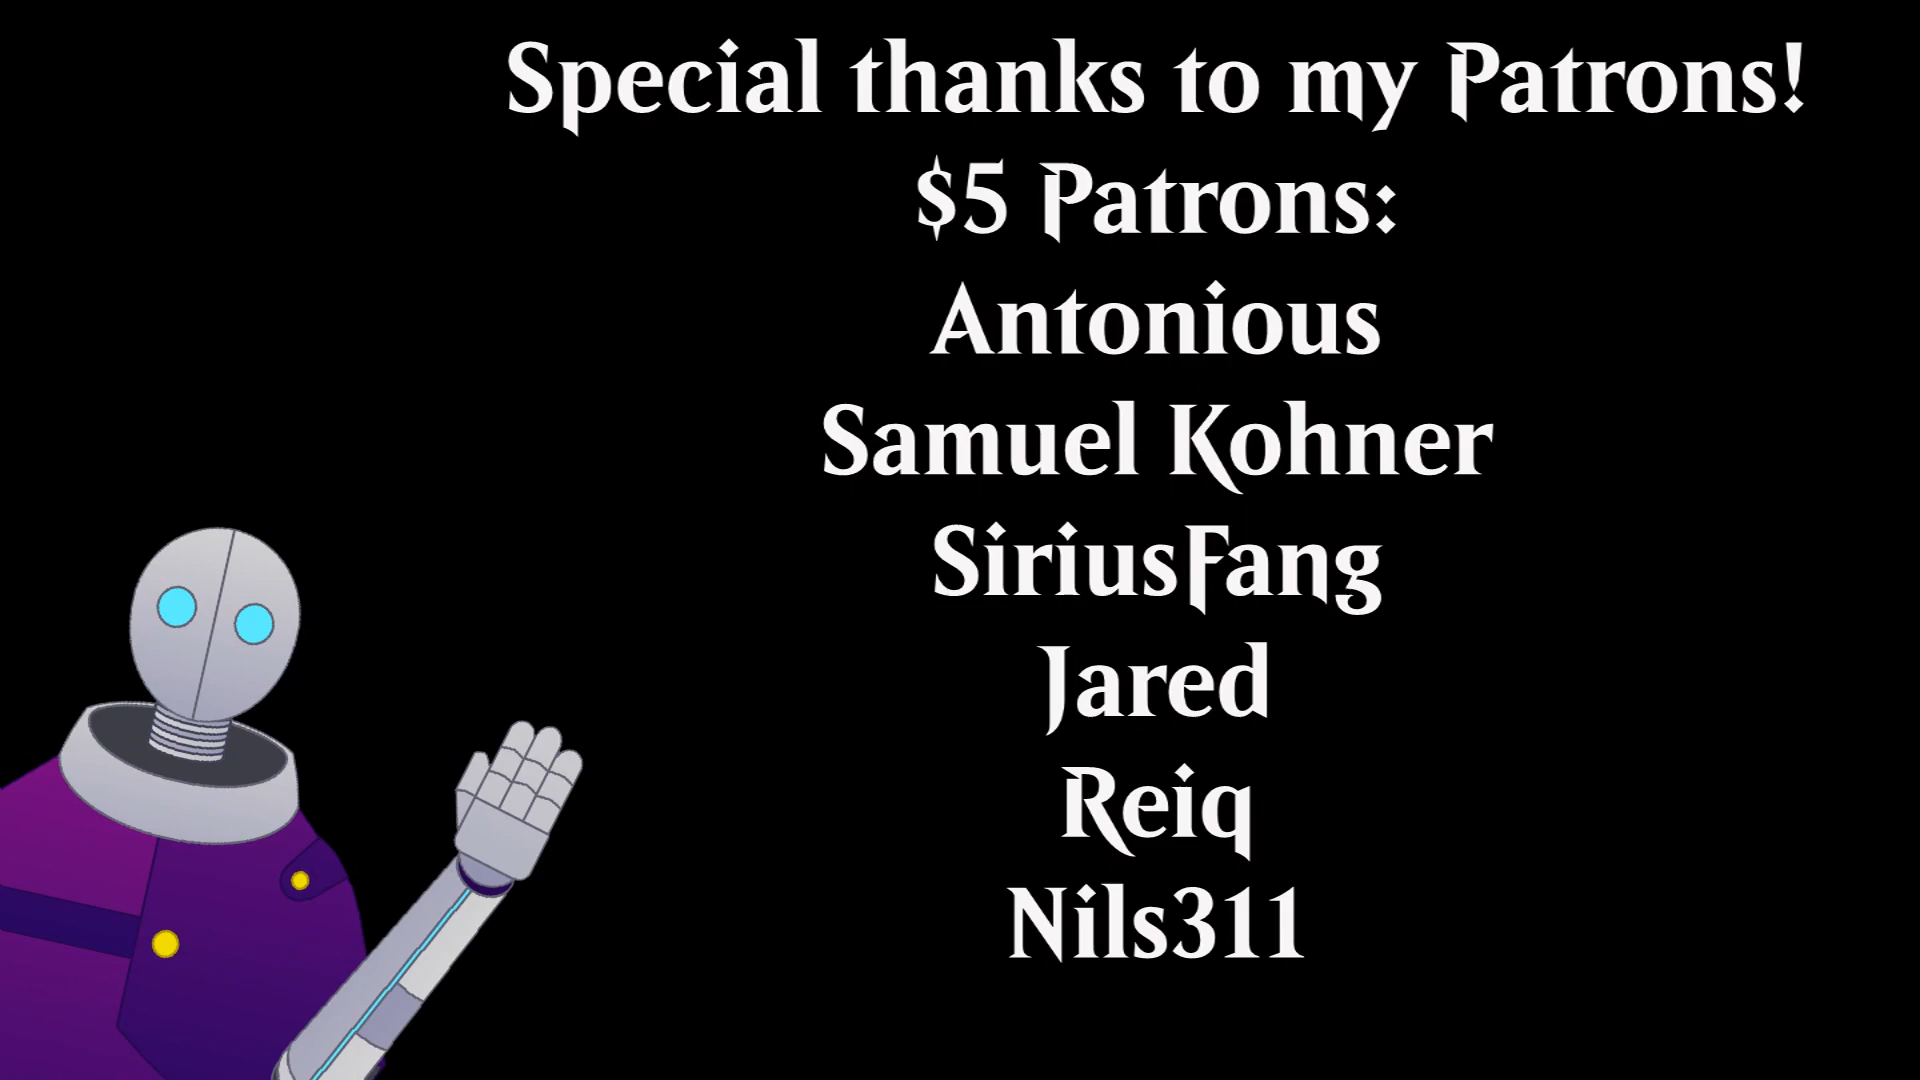 Special thanks to my Patrons!
$5 Patrons:
Antonious
Samuel Kohner
SiriusFang
Jared
Reiq
Nils311